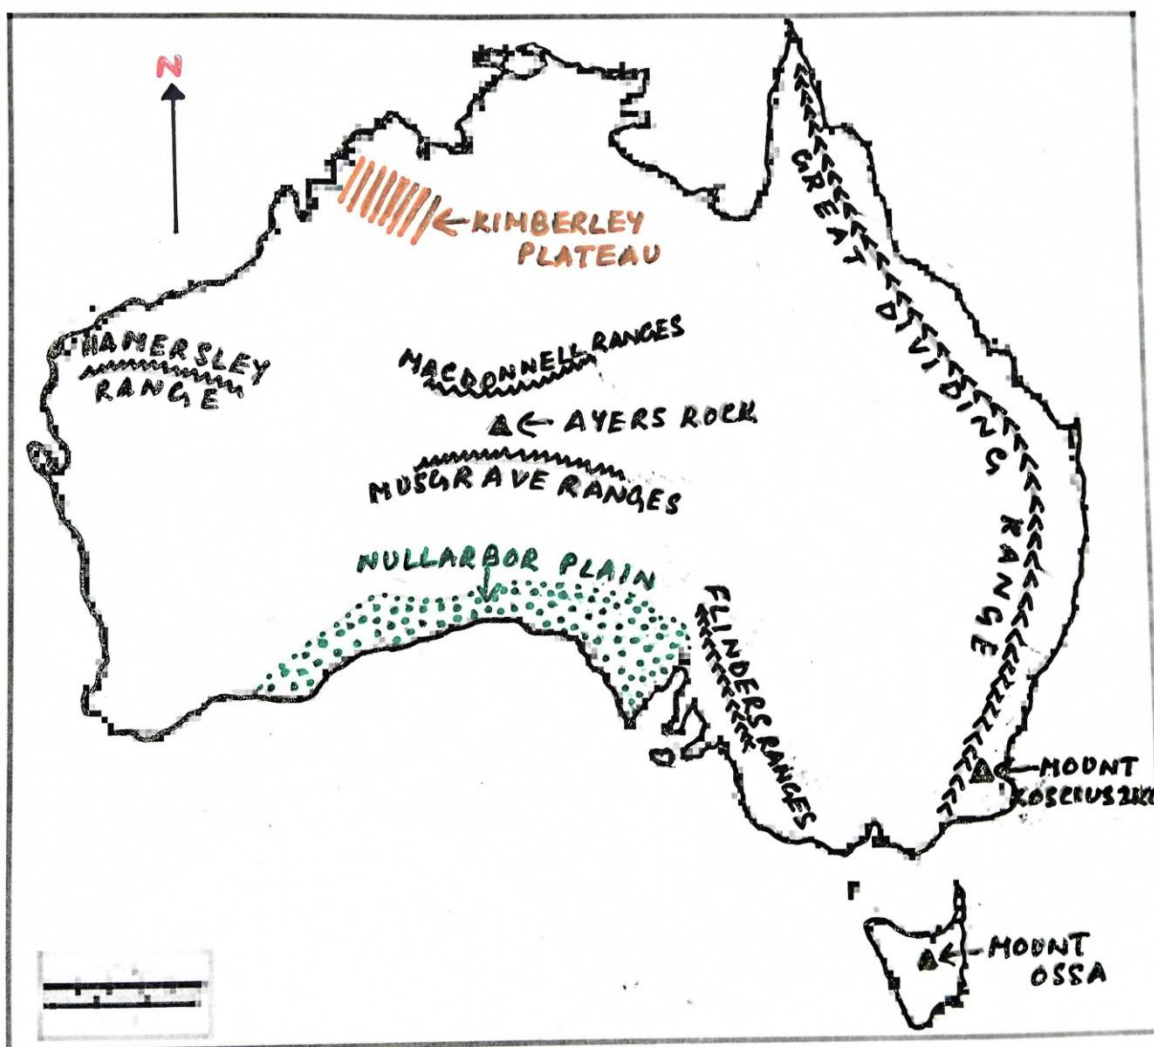 N
KIMBERLEY
PLATEAU
HAMERSLEY
RANGE
MACDONNELL RANGES
AYERS ROCK
MUSGRAVE RANGES
NULLARBOR PLAIN
FLINDERS RANGES
GREAT DIVIDING RANGE
MOUNT
KOSCIUSZKO
MOUNT
OSSA